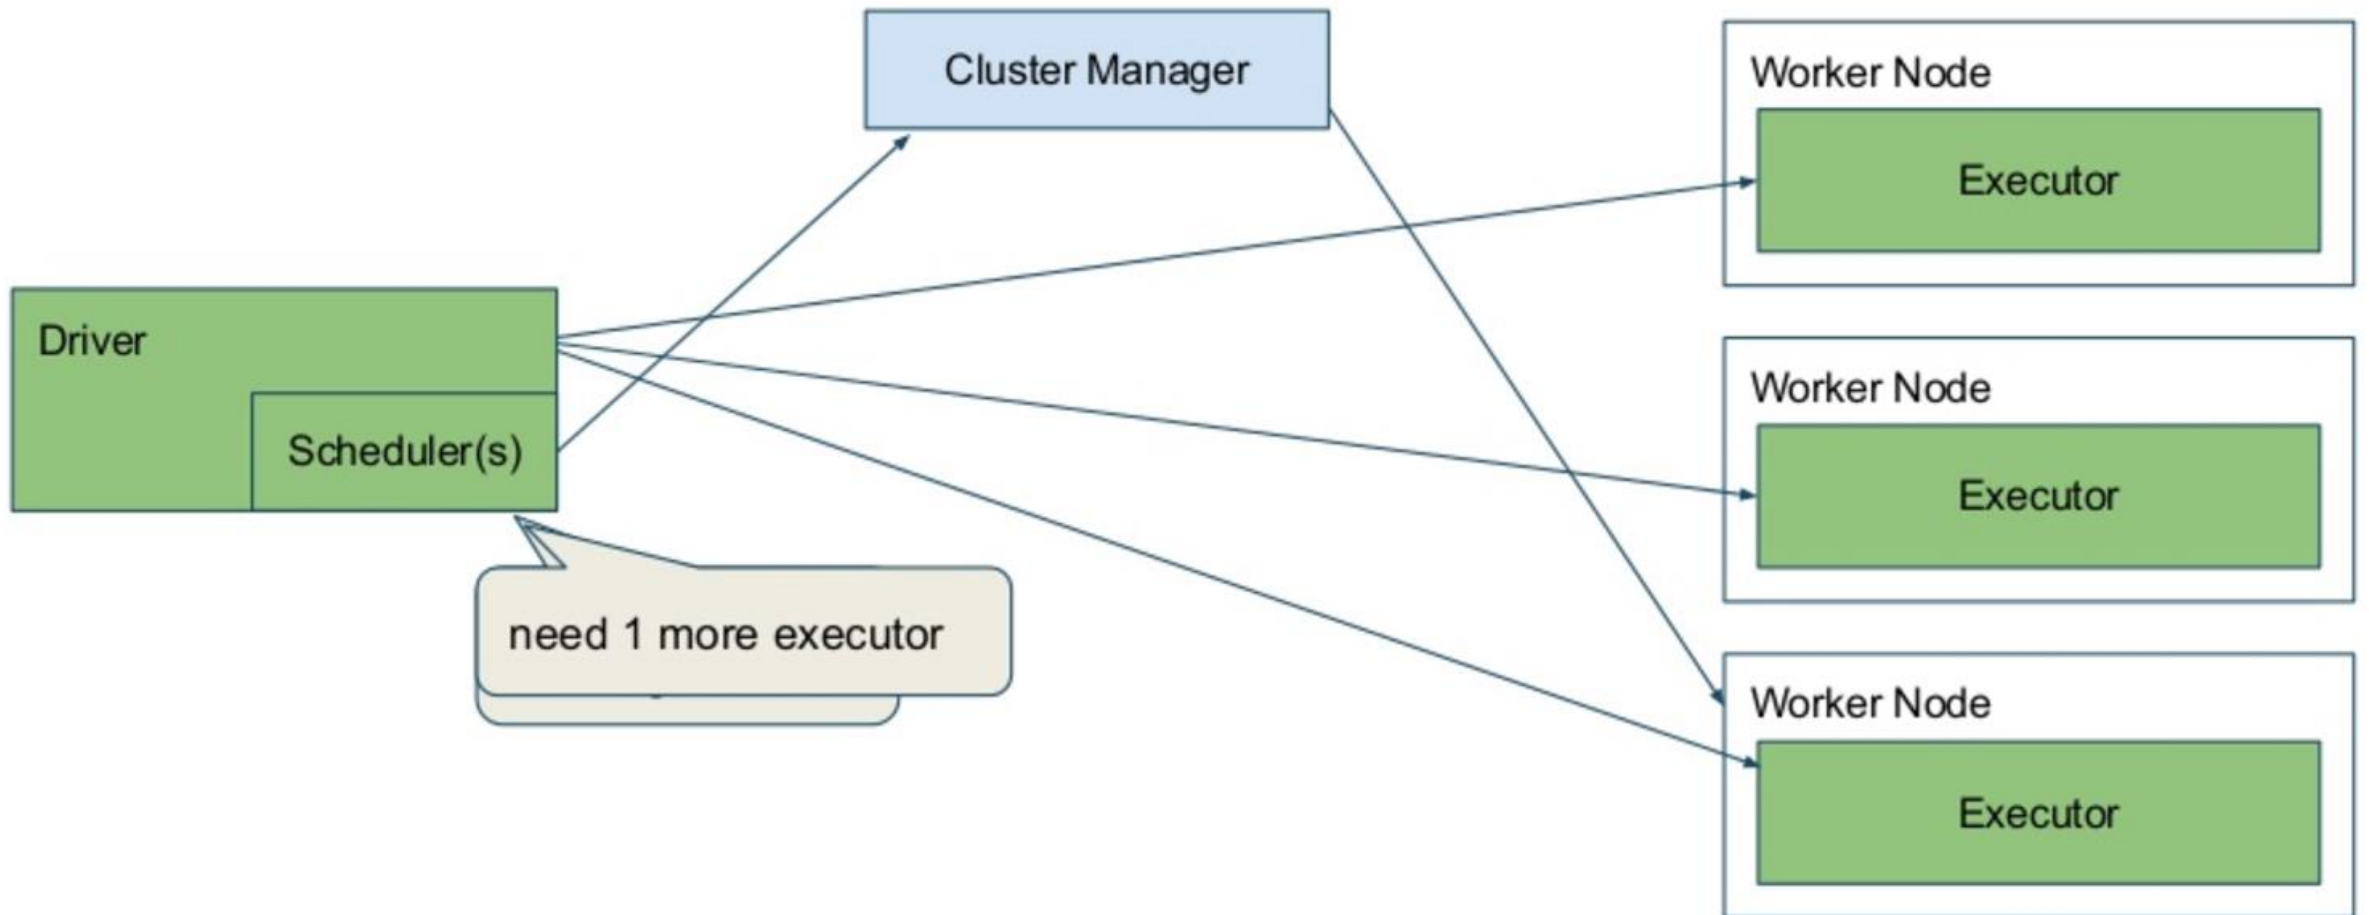 Cluster Manager
Worker Node
Executor
Driver
Scheduler(s)
Worker Node
Executor
need 1 more executor
Worker Node
Executor